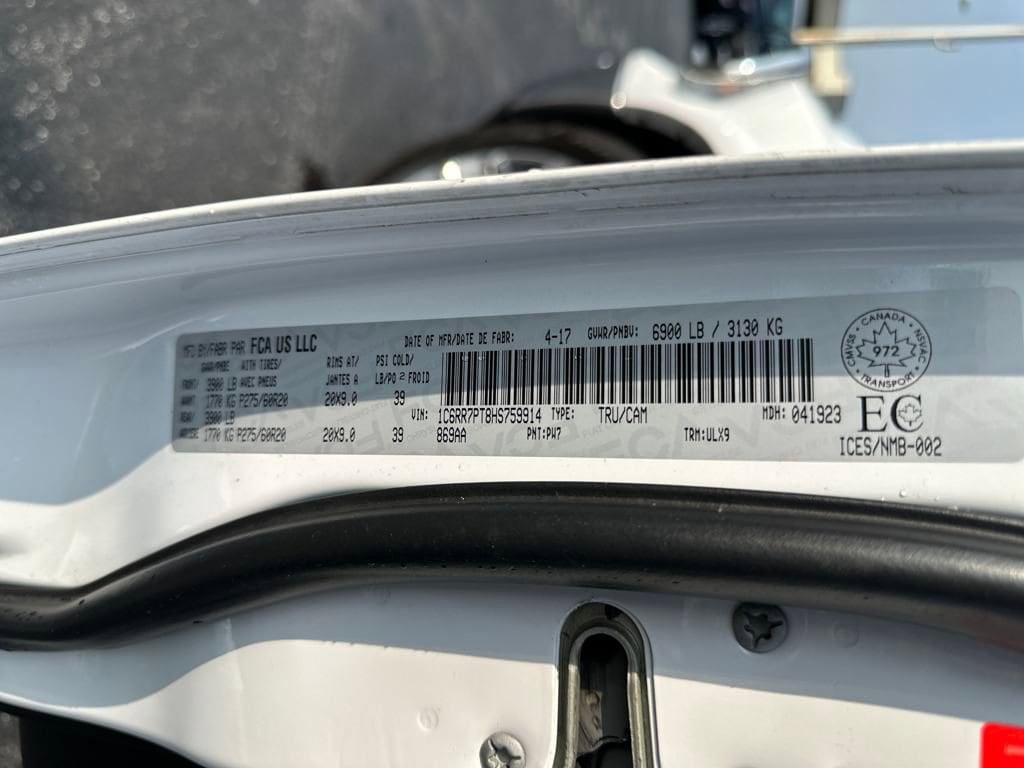 MFD BY/FABR PAR FCA US LLC DATE OF MFR/DATE DE FABR: 4-17 GVWR/PNBV: 6900 LB / 3130 KG
WITH TIRES/ RIMS AT/ PSI COLD/
3900 LB AVEC PNEUS JANTES A LB/PO² FROID
1770 KG P275/60R20 20X9.0 39
3900 LB
1770 KG P275/60R20 20X9.0 39
VIN: 1C6RR7PT8HS759914 TYPE: TRU/CAM MDH: 041923
869AA PNT:PW7 TRM:ULX9
CANADA
CMVSS 972 NSVAC
TRANSPORT
EC
ICES/NMB-002